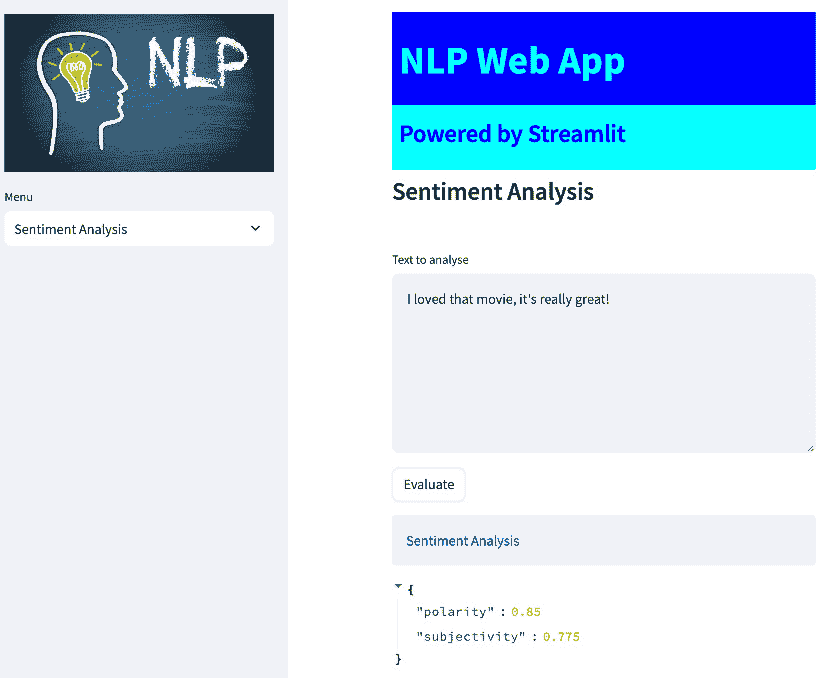 NLP
Menu
Sentiment Analysis
NLP Web App
Powered by Streamlit
Sentiment Analysis
Text to analyse
I loved that movie, it's really great!
Evaluate
Sentiment Analysis
{
"polarity" : 0.85
"subjectivity" : 0.775
}